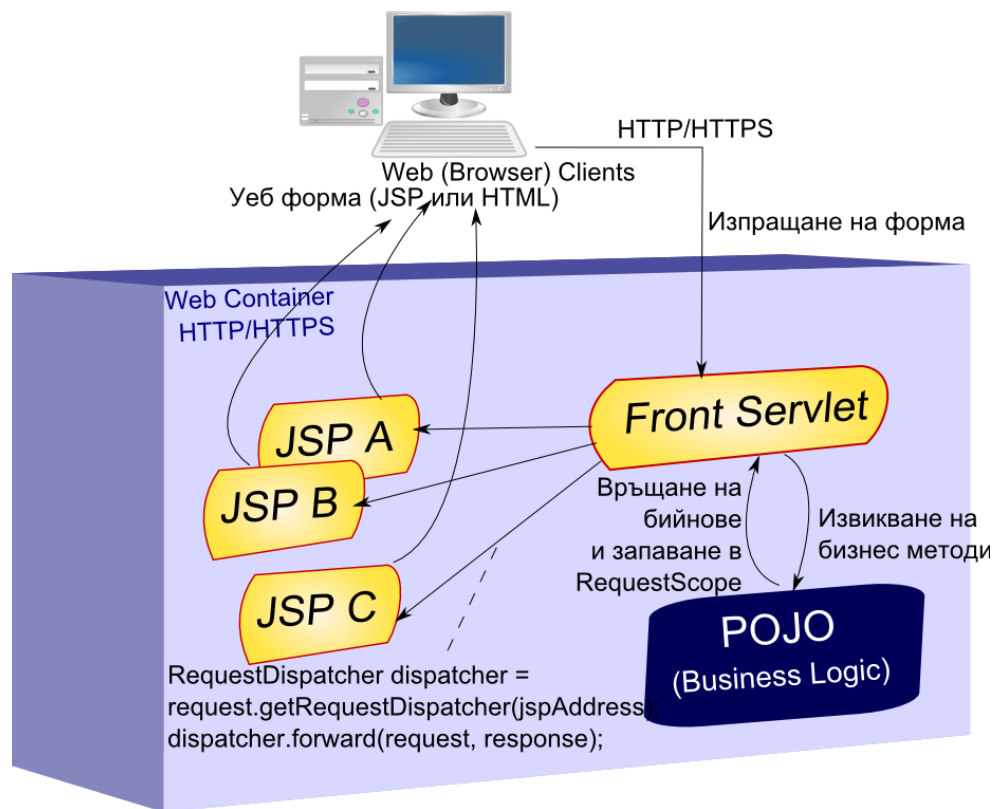 HTTP/HTTPS
Web (Browser) Clients
Уеб форма (JSP или HTML)
Изпращане на форма
Web Container
HTTP/HTTPS
Front Servlet
JSP A
JSP B
JSP C
Връщане на
бийнове
и запаване в
RequestScope
Извикване на
бизнес методи
POJO
(Business Logic)
RequestDispatcher dispatcher =
request.getRequestDispatcher(jspAddress);
dispatcher.forward(request, response);